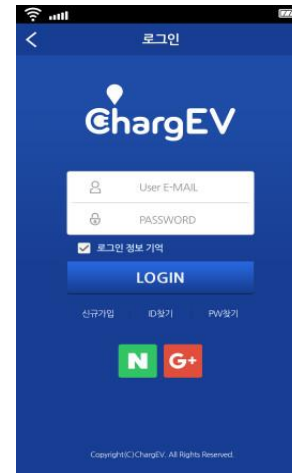 로그인
ChargEV
User E-MAIL
PASSWORD
로그인 정보 기억
LOGIN
신규가입 ID찾기 PW찾기
N G+
Copyright(C)ChargEV. All Rights Reserved.